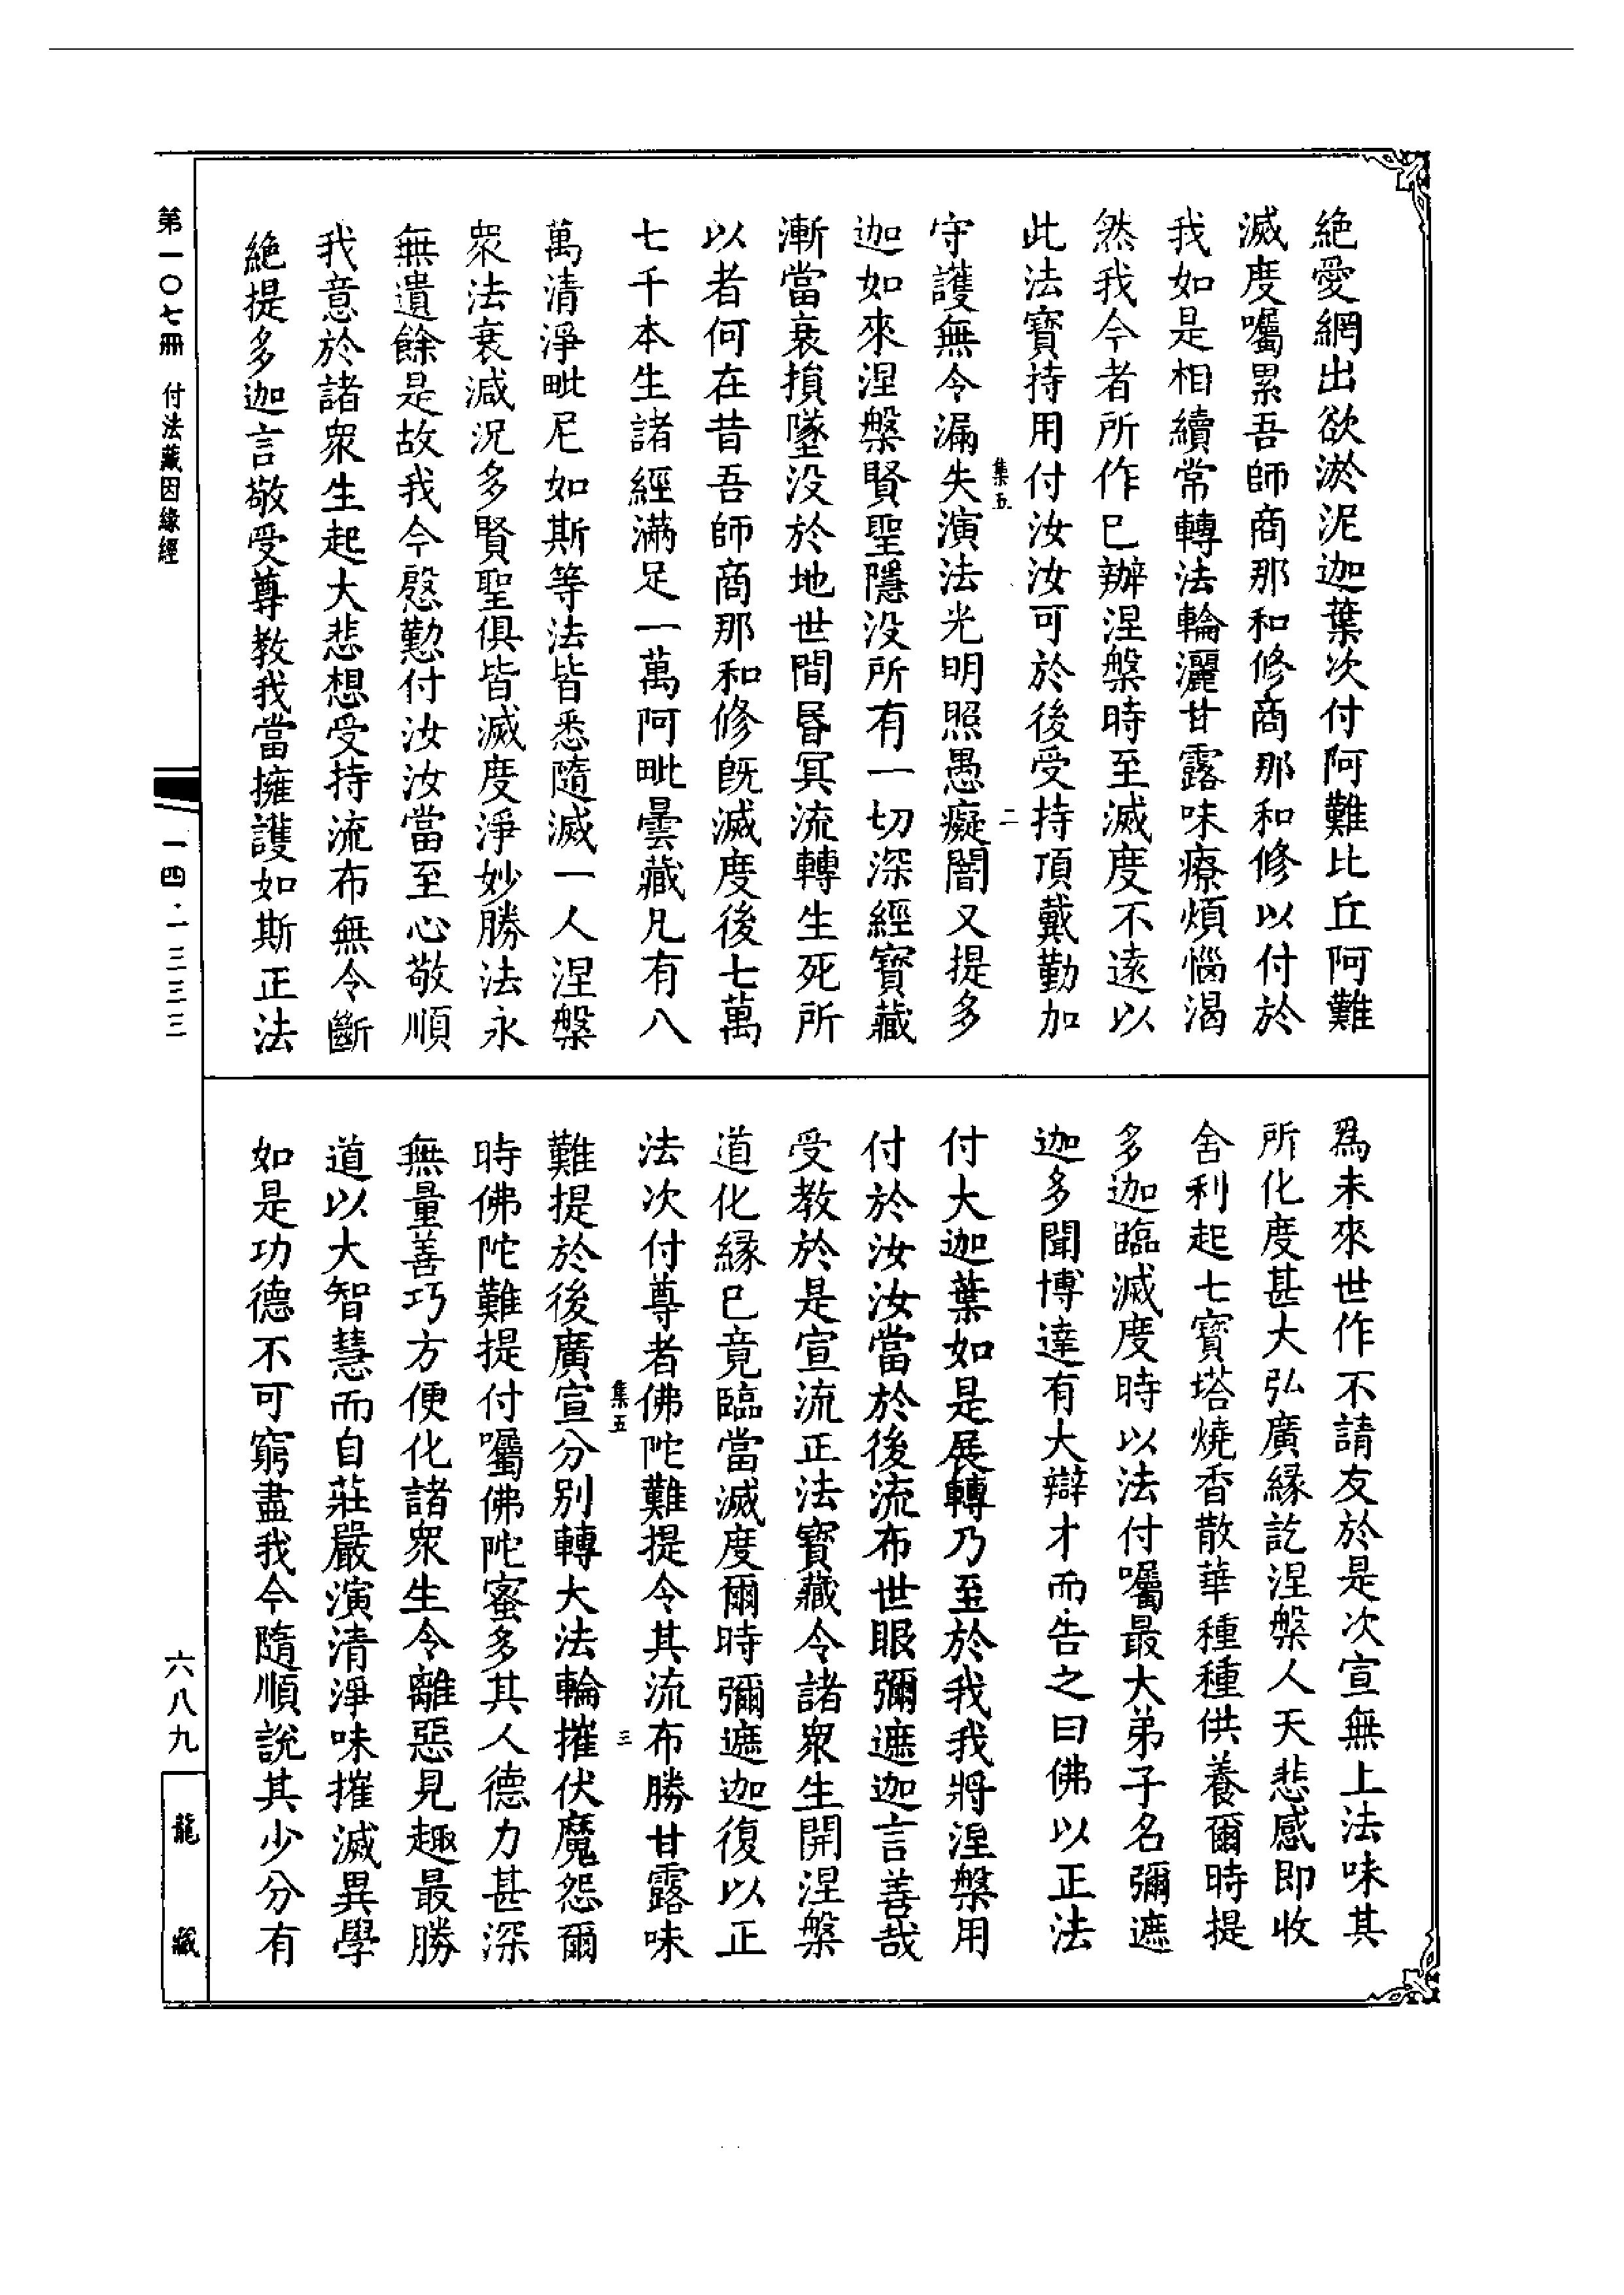 絶愛網出欲淤泥迦葉次付阿難比丘阿難
滅度囑累吾師商那和修商那和修以付於
我如是相續常轉法輪灑甘露味療煩惱渴
然我今者所作已辦涅槃時至滅度不遠以
此法寶持用付汝汝可於後受持頂戴勤加
集五
二
守護無令漏失演法光明照愚癡闇又提多
迦如來涅槃賢聖隱没所有一切深經寶藏
漸當衰損墜没於地世間昏冥流轉生死所
以者何在昔吾師商那和修旣滅度後七萬
七千本生諸經滿足一萬阿毗曇藏凡有八
萬清淨毗尼如斯等法皆悉隨滅一人涅槃
衆法衰減況多賢聖俱皆滅度淨妙勝法永
無遺餘是故我今慇懃付汝汝當至心敬順
我意於諸衆生起大悲想受持流布無令斷
絶提多迦言敬受尊教我當擁護如斯正法
爲未來世作不請友於是次宣無上法味其
所化度甚大弘廣緣訖涅槃人天悲感即收
舍利起七寶塔燒香散華種種供養爾時提
多迦臨滅度時以法付囑最大弟子名彌遮
迦多聞博達有大辯才而告之曰佛以正法
付大迦葉如是展轉乃至於我我將涅槃用
付於汝汝當於後流布世眼彌遮迦言善哉
受教於是宣流正法寶藏令諸衆生開涅槃
道化緣已竟臨當滅度爾時彌遮迦復以正
法次付尊者佛陀難提令其流布勝甘露味
集五
三
難提於後廣宣分別轉大法輪摧伏魔怨爾
時佛陀難提付囑佛陀蜜多其人德力甚深
無量善巧方便化諸衆生令離惡見趣最勝
道以大智慧而自莊嚴演清淨味摧滅異學
如是功德不可窮盡我今隨順說其少分有
第一〇七冊 付法藏因緣經
一四·一三三三
六八九
龍藏